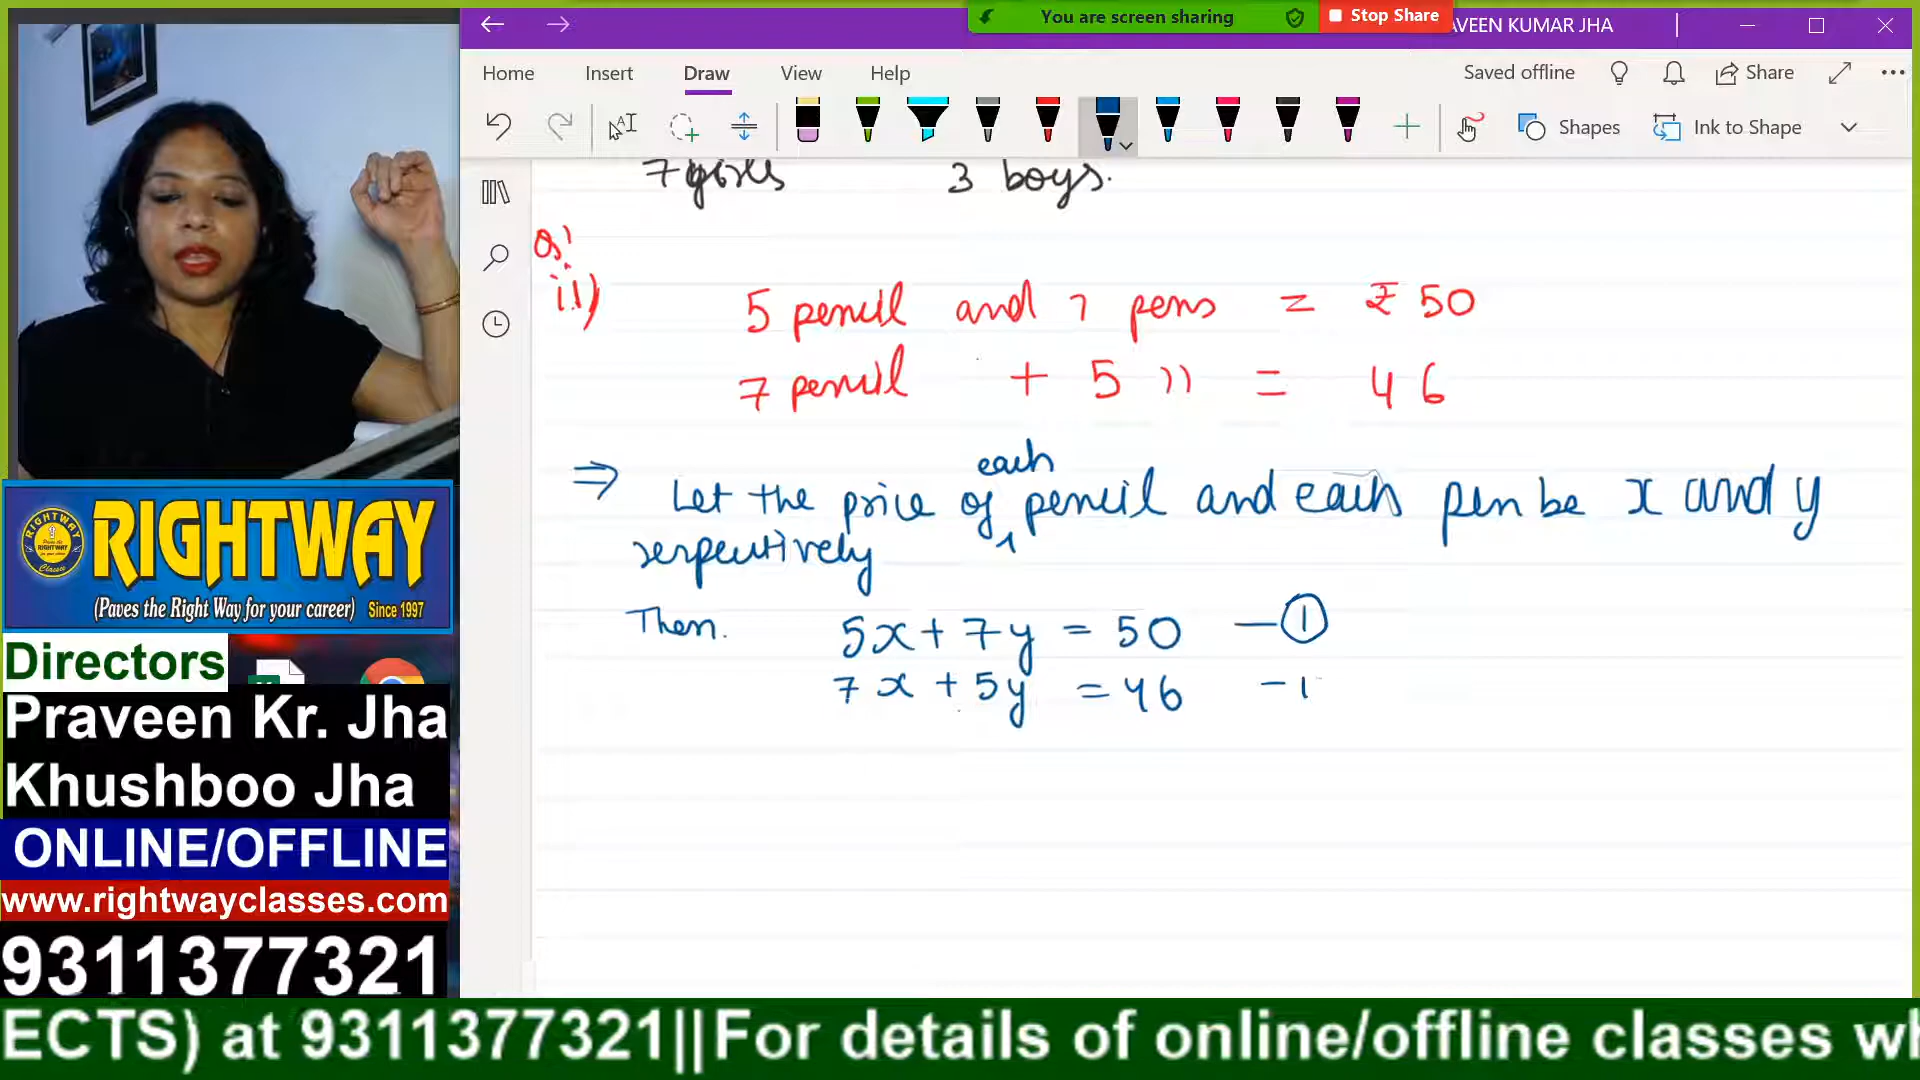 You are screen sharing
Stop Share
AVEEN KUMAR JHA
Home Insert Draw View Help
Saved offline
Share
Shapes
Ink to Shape
7 girls 3 boys.
Qs'
ii) 5 pencil and 7 pens = ₹ 50
7 pencil + 5 11 = 46
⇒ Let the price of each pencil and each pen be x and y
respectively
Then. 5x + 7y = 50 — ①
7x + 5y = 46 - 1
RIGHTWAY
(Paves the Right Way for your career) Since 1997
Directors
Praveen Kr. Jha
Khushboo Jha
ONLINE/OFFLINE
www.rightwayclasses.com
9311377321
ECTS) at 9311377321||For details of online/offline classes wh